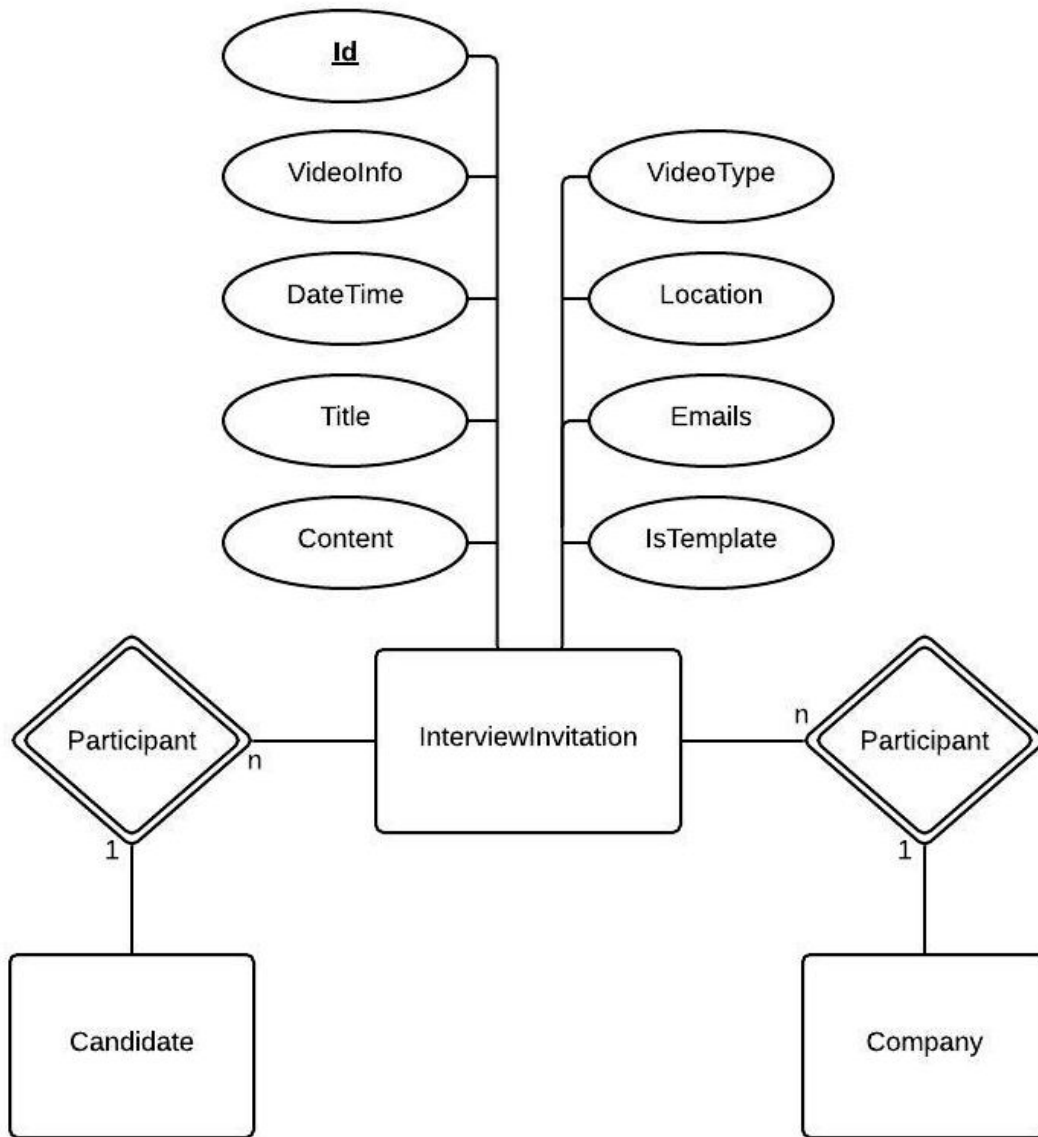 Id
VideoInfo
VideoType
DateTime
Location
Title
Emails
Content
IsTemplate
Participant
n
InterviewInvitation
n
Participant
1
1
Candidate
Company